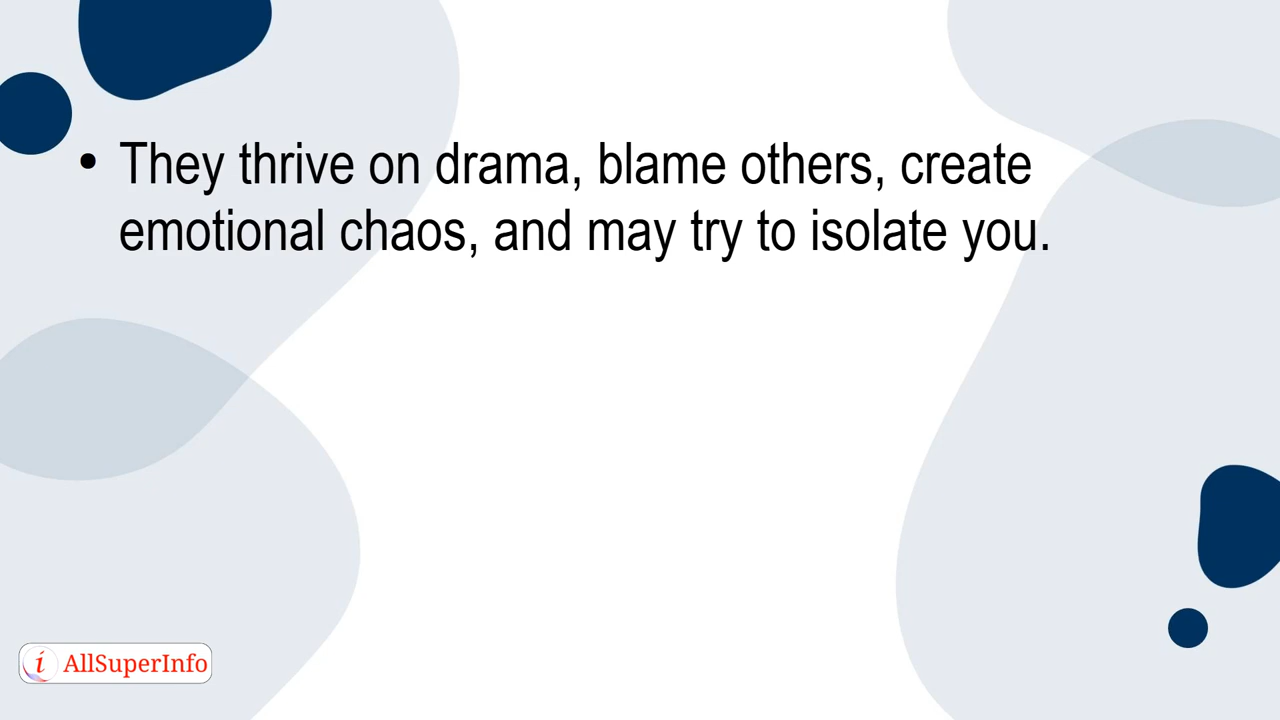 • They thrive on drama, blame others, create
emotional chaos, and may try to isolate you.
i AllSuperInfo